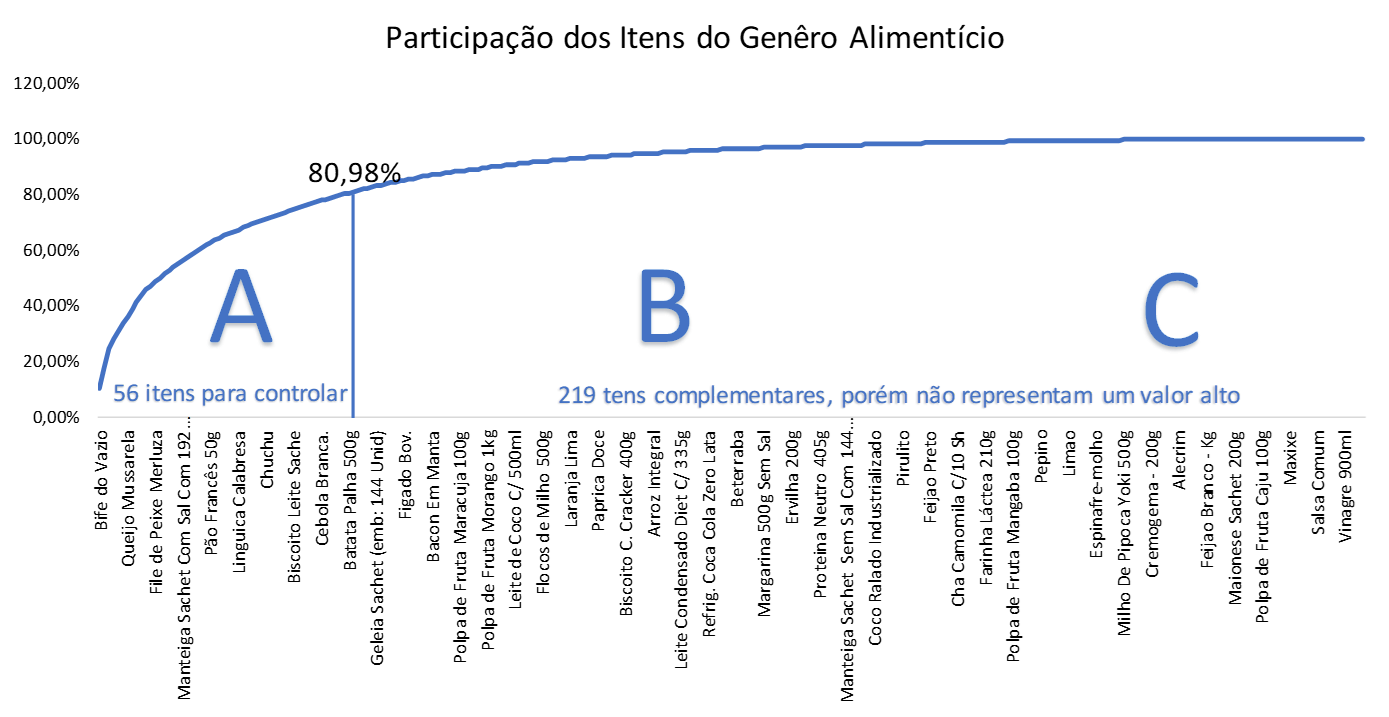 Participação dos Itens do Genêro Alimentício
120,00%
100,00%
80,00%
60,00%
40,00%
20,00%
0,00%
80,98%
A
B
C
56 itens para controlar
219 tens complementares, porém não representam um valor alto
Bife do Vazio
Queijo Mussarela
File de Peixe Merluza
Manteiga Sachet Com Sal Com 192 ...
Pão Francês 50g
Linguica Calabresa
Chuchu
Biscoito Leite Sache
Cebola Branca.
Batata Palha 500g
Geleia Sachet (emb: 144 Unid)
Figado Bov.
Bacon Em Manta
Polpa de Fruta Maracuja 100g
Polpa de Fruta Morango 1kg
Leite de Coco C/ 500ml
Flocos de Milho 500g
Laranja Lima
Paprica Doce
Biscoito C. Cracker 400g
Arroz Integral
Leite Condensado Diet C/ 335g
Refrig. Coca Cola Zero Lata
Beterraba
Margarina 500g Sem Sal
Ervilha 200g
Proteina Neutro 405g
Manteiga Sachet Sem Sal Com 144 ...
Coco Ralado Industrializado
Pirulito
Feijao Preto
Cha Camomila C/10 Sh
Farinha Láctea 210g
Polpa de Fruta Mangaba 100g
Pepino
Limao
Espinafre-molho
Milho De Pipoca Yoki 500g
Cremogema - 200g
Alecrim
Feijao Branco - Kg
Maionese Sachet 200g
Polpa de Fruta Caju 100g
Maxixe
Salsa Comum
Vinagre 900ml